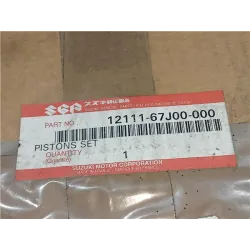 SGP スズキ純正部品
PART NO. 12111-67J00-000
PISTONS SET
QUANTITY 1
(Quantité)
SUZUKI MOTOR CORPORATION